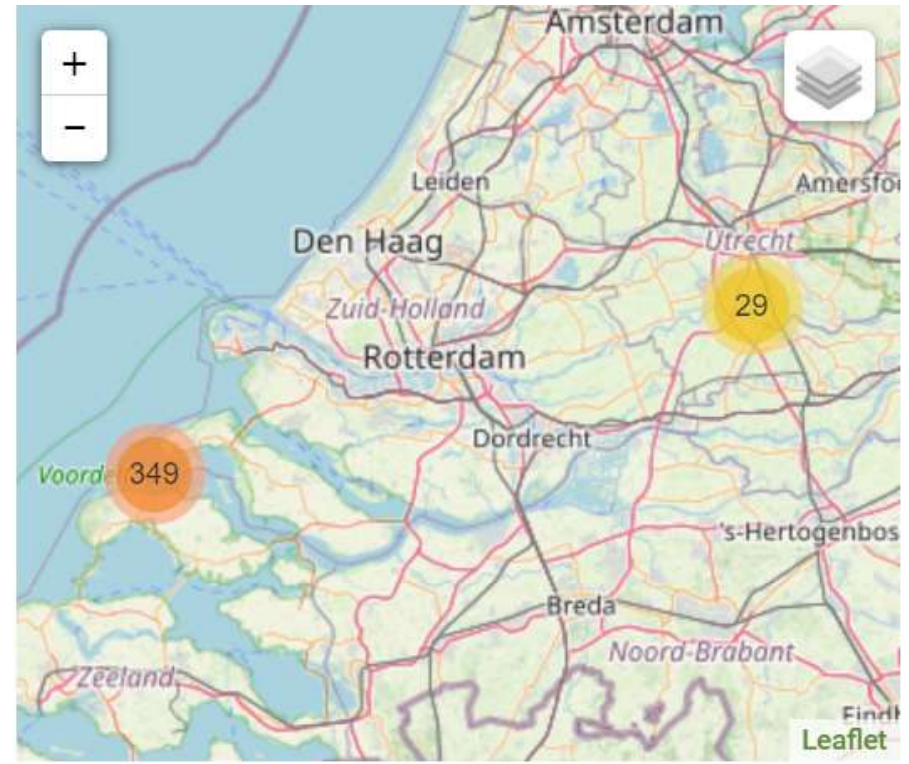 Amsterdam
+
−
Leiden
Amersfoo
Den Haag
Utrecht
Zuid-Holland
29
Rotterdam
Dordrecht
Voorde
349
's-Hertogenbos
Breda
Noord-Brabant
Zeeland
Eindh
Leaflet